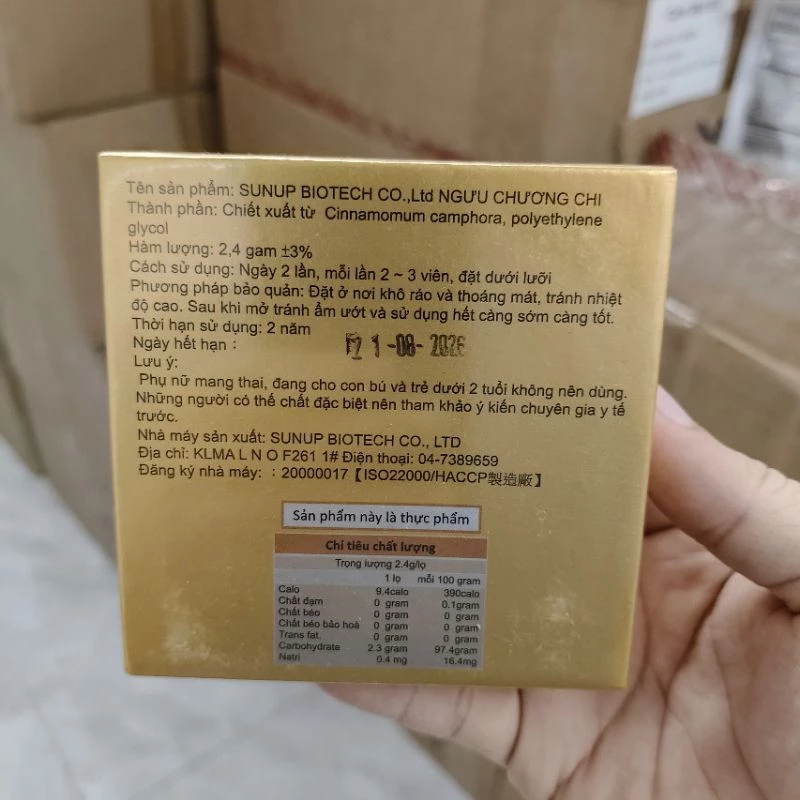 Tên sản phẩm: SUNUP BIOTECH CO.,Ltd NGƯU CHƯƠNG CHI
Thành phần: Chiết xuất từ Cinnamomum camphora, polyethylene
glycol
Hàm lượng: 2,4 gam ±3%
Cách sử dụng: Ngày 2 lần, mỗi lần 2 ~ 3 viên, đặt dưới lưỡi
Phương pháp bảo quản: Đặt ở nơi khô ráo và thoáng mát, tránh nhiệt
độ cao. Sau khi mở tránh ẩm ướt và sử dụng hết càng sớm càng tốt.
Thời hạn sử dụng: 2 năm
Ngày hết hạn : 1-08- 2026
Lưu ý:
Phụ nữ mang thai, đang cho con bú và trẻ dưới 2 tuổi không nên dùng.
Những người có thể chất đặc biệt nên tham khảo ý kiến chuyên gia y tế
trước.
Nhà máy sản xuất: SUNUP BIOTECH CO., LTD
Địa chỉ: KLMA L N O F261 1# Điện thoại: 04-7389659
Đăng ký nhà máy: : 20000017【ISO22000/HACCP製造廠】
Sản phẩm này là thực phẩm
Chỉ tiêu chất lượng
Trọng lượng 2.4g/lọ
1 lọ mỗi 100 gram
Calo 9.4calo 390calo
Chất đạm 0 gram 0.1gram
Chất béo 0 gram 0 gram
Chất béo bảo hoà 0 gram 0 gram
Trans fat. 0 gram 0 gram
Carbohydrate 2.3 gram 97.4gram
Natri 0.4 mg 16.4mg